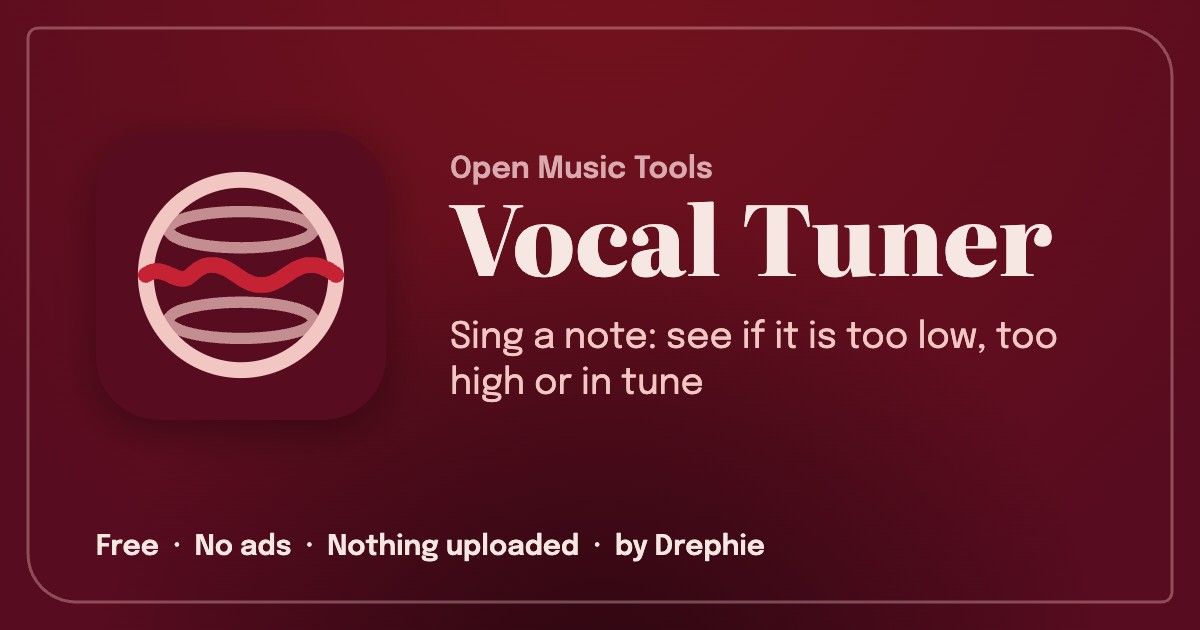 Open Music Tools
Vocal Tuner
Sing a note: see if it is too low, too
high or in tune
Free · No ads · Nothing uploaded · by Drephie